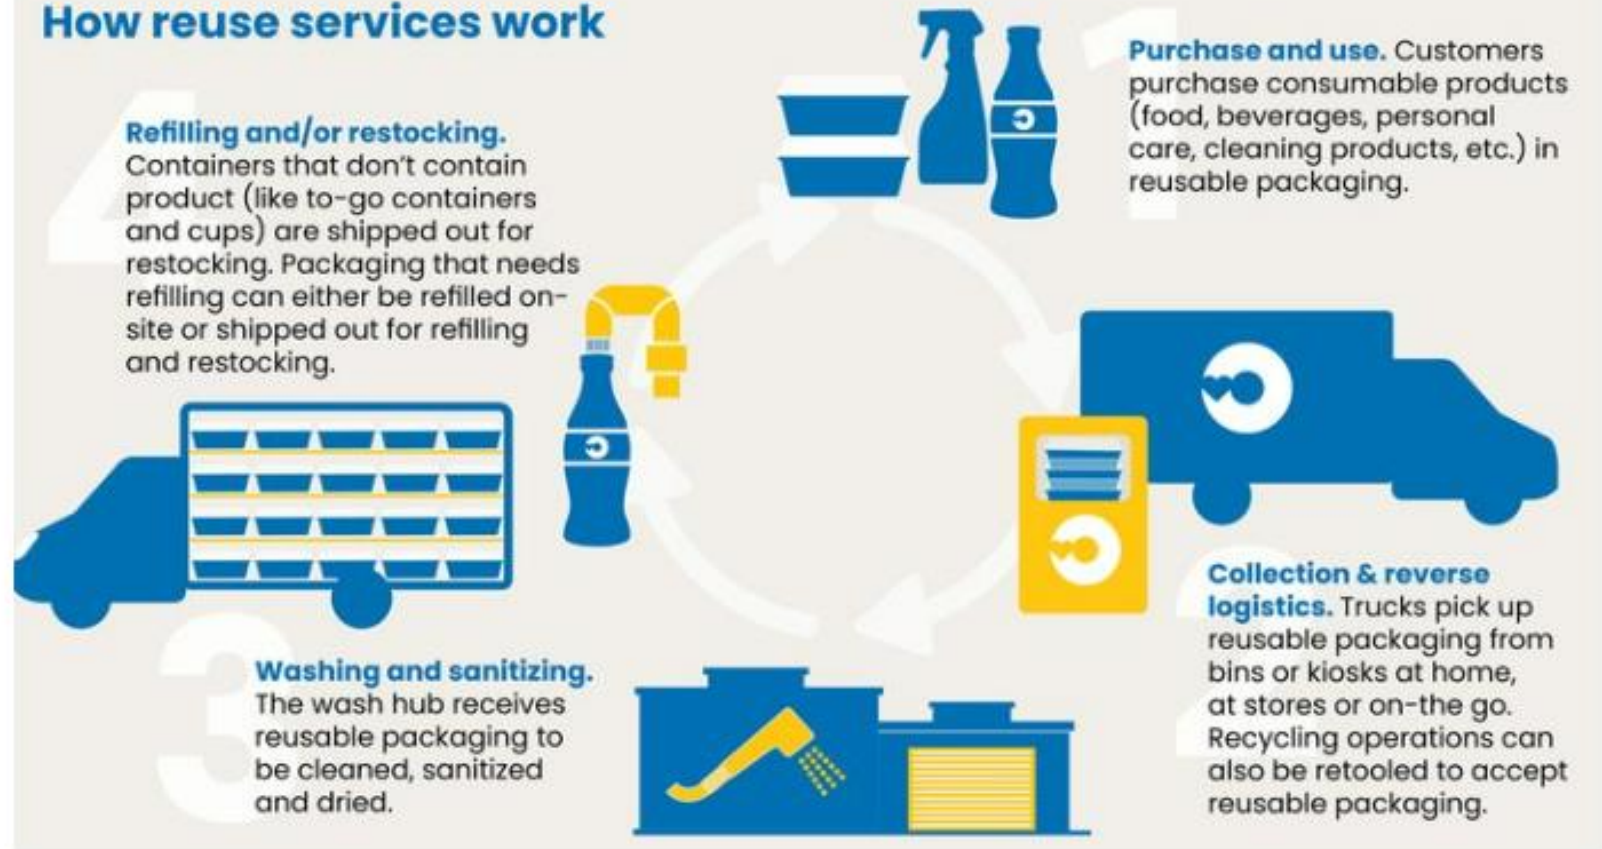 How reuse services work
1
Purchase and use. Customers
purchase consumable products
(food, beverages, personal
care, cleaning products, etc.) in
reusable packaging.
2
Collection & reverse
logistics. Trucks pick up
reusable packaging from
bins or kiosks at home,
at stores or on-the go.
Recycling operations can
also be retooled to accept
reusable packaging.
3
Washing and sanitizing.
The wash hub receives
reusable packaging to
be cleaned, sanitized
and dried.
4
Refilling and/or restocking.
Containers that don't contain
product (like to-go containers
and cups) are shipped out for
restocking. Packaging that needs
refilling can either be refilled on-
site or shipped out for refilling
and restocking.